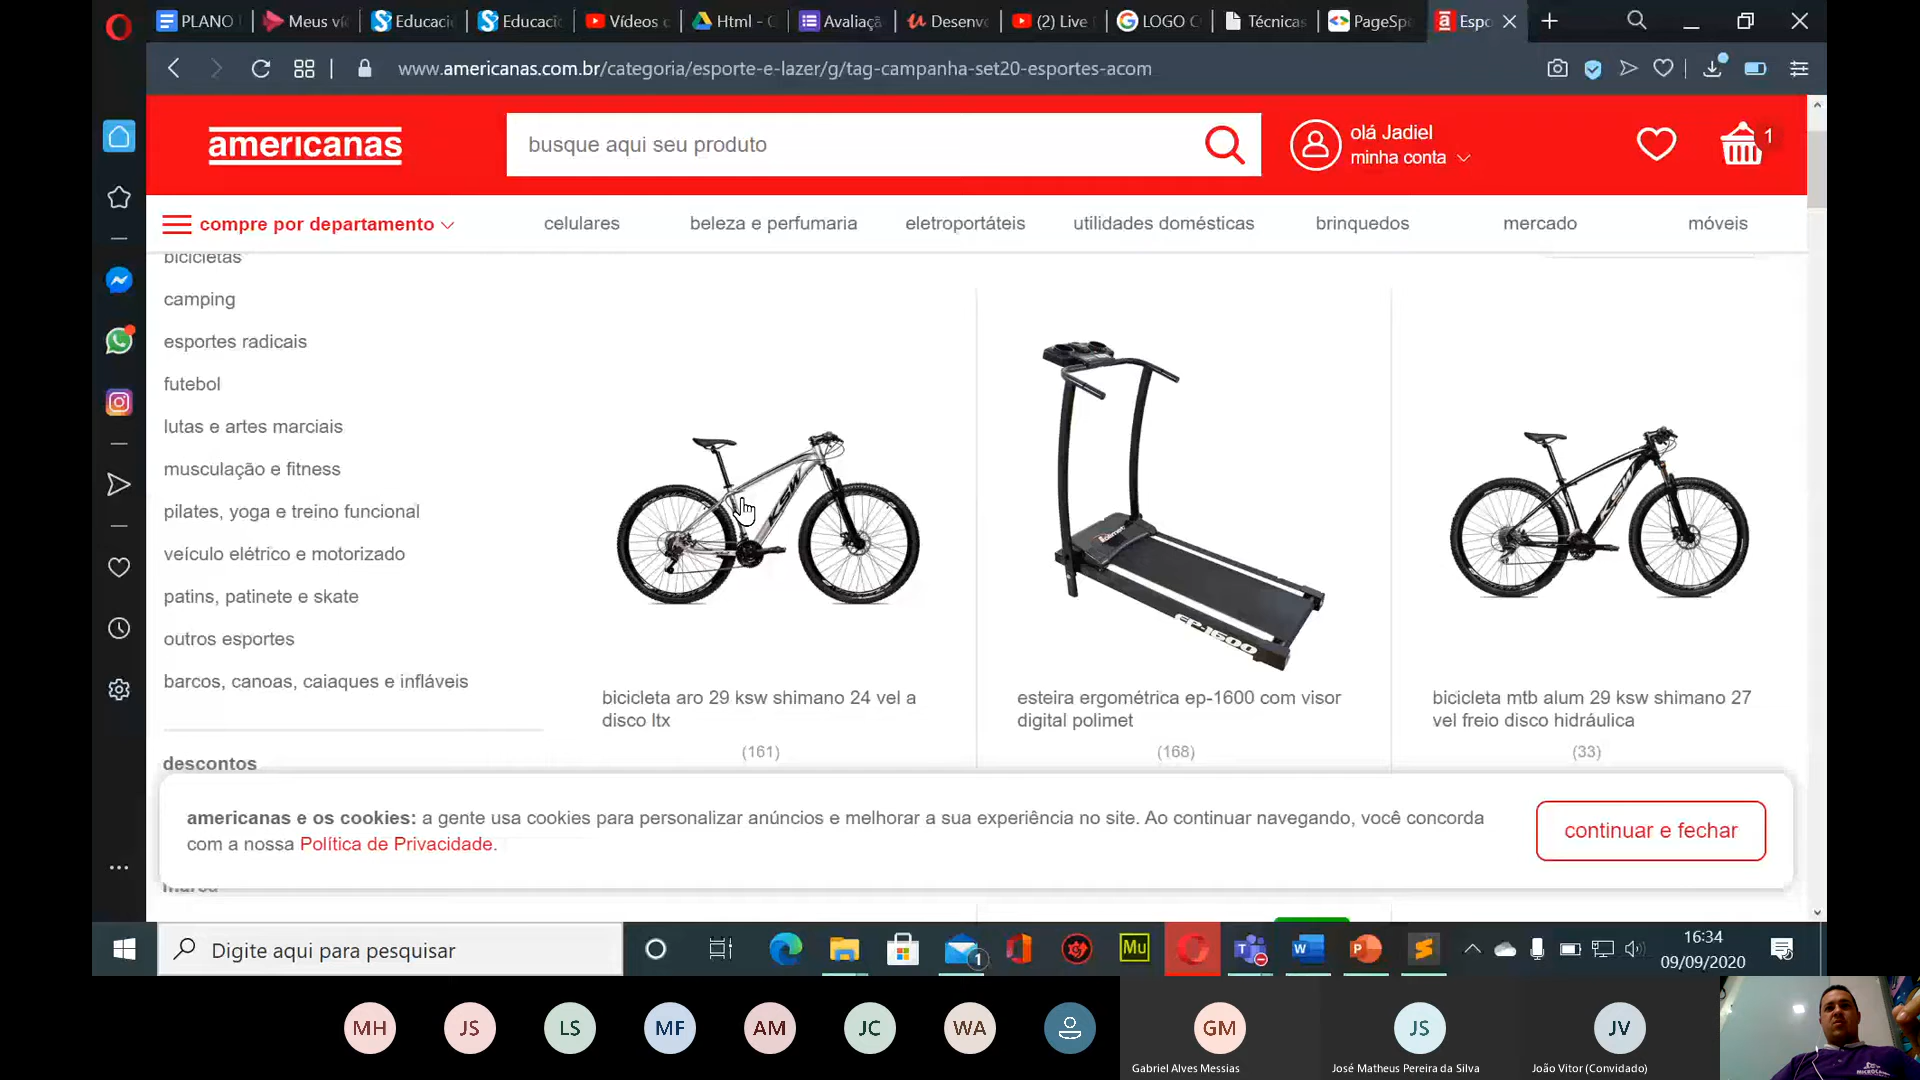 PLANO
Meus ví
Educaci
Educaci
Vídeos c
Html - G
Avaliaçã
Desenv
(2) Live
LOGO C
Técnicas
PageSp
Espo
www.americanas.com.br/categoria/esporte-e-lazer/g/tag-campanha-set20-esportes-acom
americanas
busque aqui seu produto
olá Jadiel
minha conta
1
compre por departamento
celulares
beleza e perfumaria
eletroportáteis
utilidades domésticas
brinquedos
mercado
móveis
bicicletas
camping
esportes radicais
futebol
lutas e artes marciais
musculação e fitness
pilates, yoga e treino funcional
veículo elétrico e motorizado
patins, patinete e skate
outros esportes
barcos, canoas, caiaques e infláveis
descontos
marca
KSW
EP-1600
KSW
bicicleta aro 29 ksw shimano 24 vel a
disco ltx
(161)
esteira ergométrica ep-1600 com visor
digital polimet
(168)
bicicleta mtb alum 29 ksw shimano 27
vel freio disco hidráulica
(33)
americanas e os cookies: a gente usa cookies para personalizar anúncios e melhorar a sua experiência no site. Ao continuar navegando, você concorda
com a nossa Política de Privacidade.
continuar e fechar
Digite aqui para pesquisar
1
Mu
16:34
09/09/2020
MH
JS
LS
MF
AM
JC
WA
GM
JS
JV
Gabriel Alves Messias
José Matheus Pereira da Silva
João Vitor (Convidado)